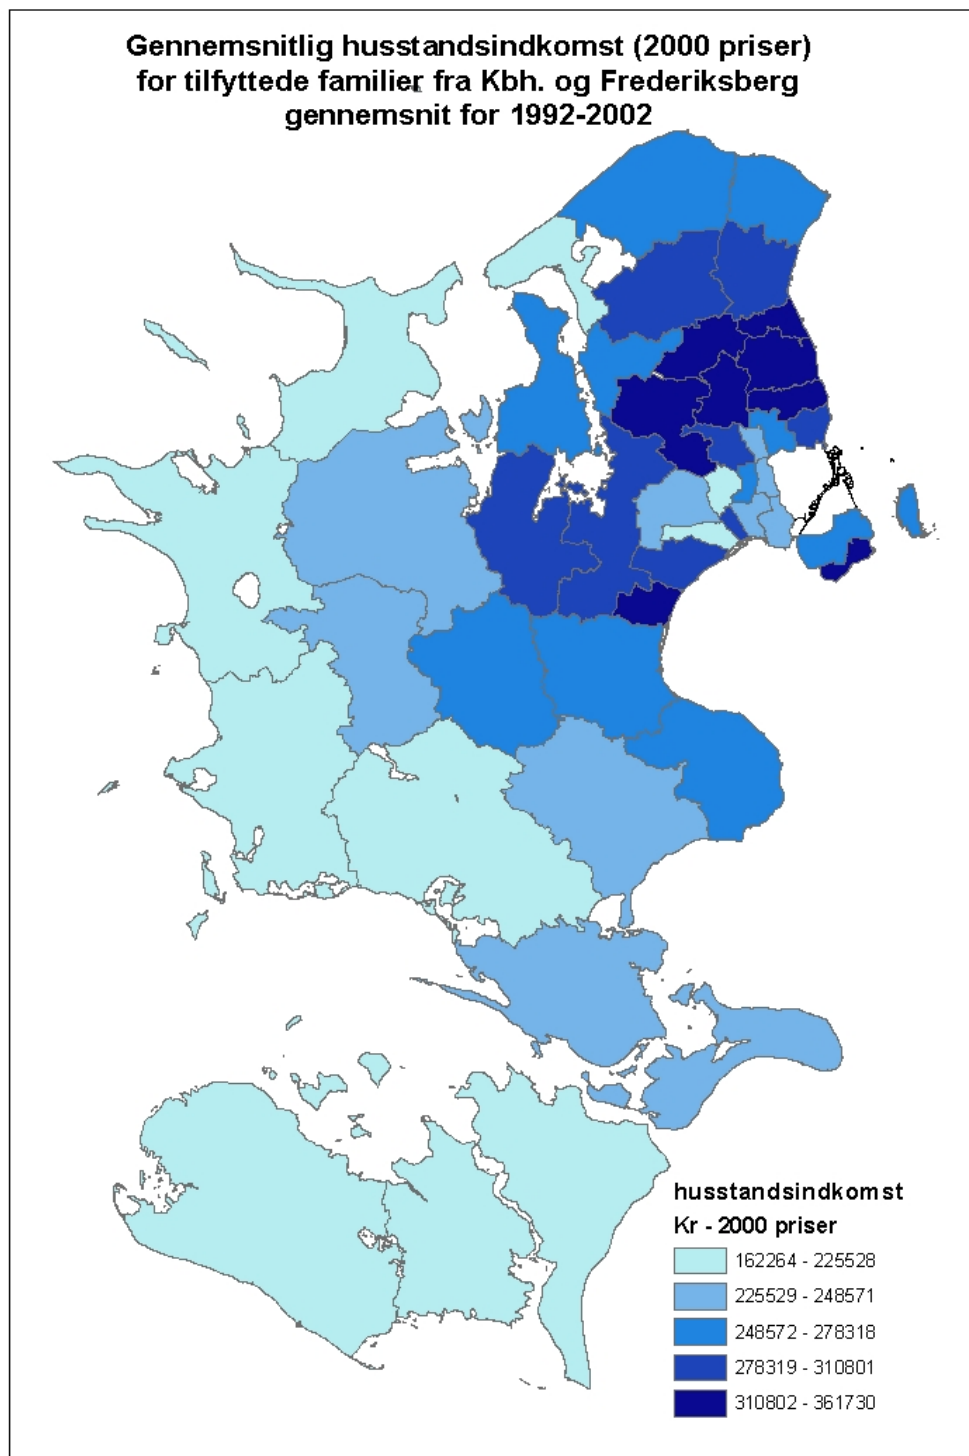 Gennemsnitlig husstandsindkomst (2000 priser)
for tilfyttede familier fra Kbh. og Frederiksberg
gennemsnit for 1992-2002
husstandsindkomst
Kr - 2000 priser
162264 - 225528
225529 - 248571
248572 - 278318
278319 - 310801
310802 - 361730